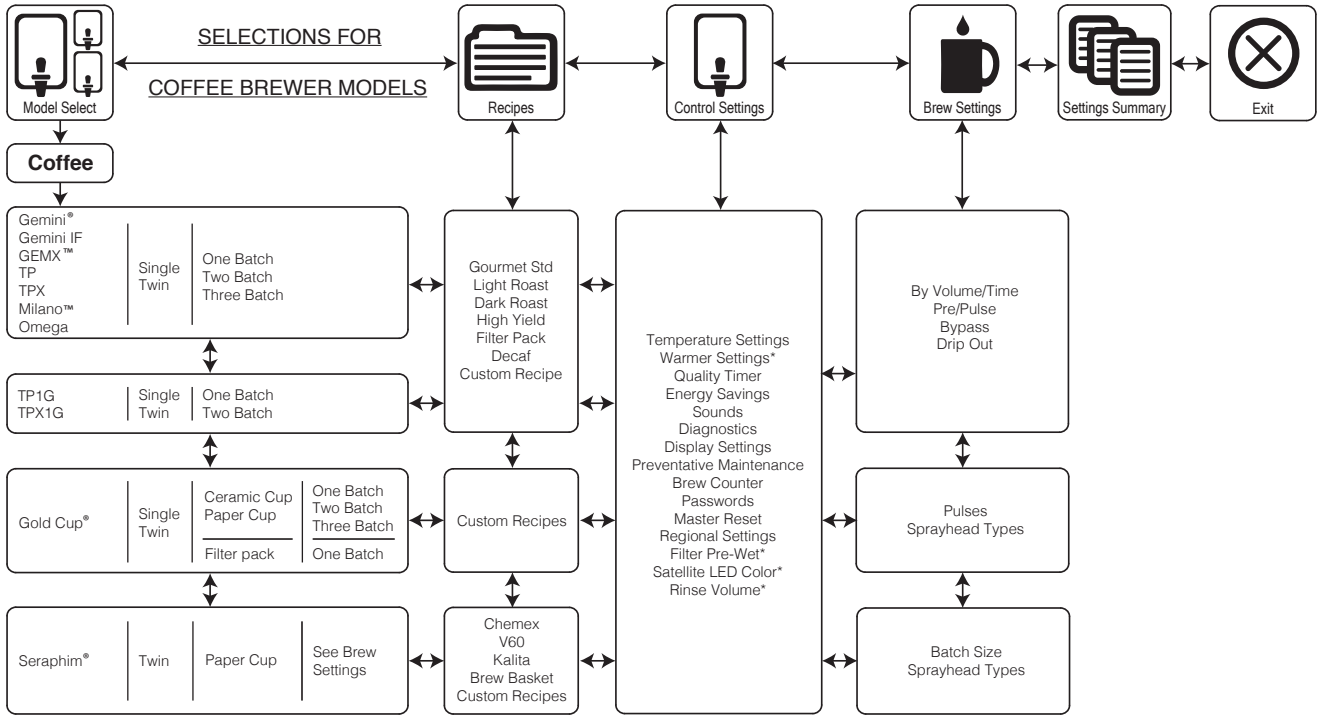 SELECTIONS FOR
COFFEE BREWER MODELS
Model Select
Recipes
Control Settings
Brew Settings
Settings Summary
Exit
Coffee
Gemini®
Gemini IF
GEMX™
TP
TPX
Milano™
Omega
Single
Twin
One Batch
Two Batch
Three Batch
TP1G
TPX1G
Single
Twin
One Batch
Two Batch
Gold Cup®
Single
Twin
Ceramic Cup
Paper Cup
Filter pack
One Batch
Two Batch
Three Batch
One Batch
Seraphim®
Twin
Paper Cup
See Brew
Settings
Gourmet Std
Light Roast
Dark Roast
High Yield
Filter Pack
Decaf
Custom Recipe
Custom Recipes
Chemex
V60
Kalita
Brew Basket
Custom Recipes
Temperature Settings
Warmer Settings*
Quality Timer
Energy Savings
Sounds
Diagnostics
Display Settings
Preventative Maintenance
Brew Counter
Passwords
Master Reset
Regional Settings
Filter Pre-Wet*
Satellite LED Color*
Rinse Volume*
By Volume/Time
Pre/Pulse
Bypass
Drip Out
Pulses
Sprayhead Types
Batch Size
Sprayhead Types